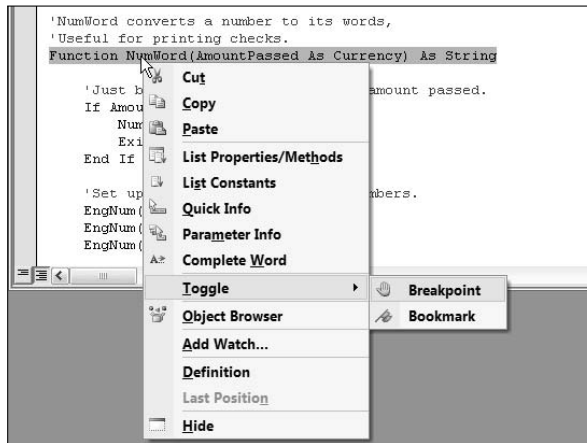 'NumWord converts a number to its words,
'Useful for printing checks.
Function NumWord(AmountPassed As Currency) As String
'Just b
amount passed.
If Amou
Num
Exi
End If
'Set up
mbers.
EngNum(
EngNum(
EngNum(
Cut
Copy
Paste
List Properties/Methods
List Constants
Quick Info
Parameter Info
Complete Word
Toggle
Breakpoint
Bookmark
Object Browser
Add Watch...
Definition
Last Position
Hide